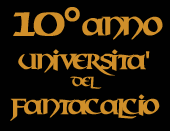 10° anno
università'
del
fantacalcio